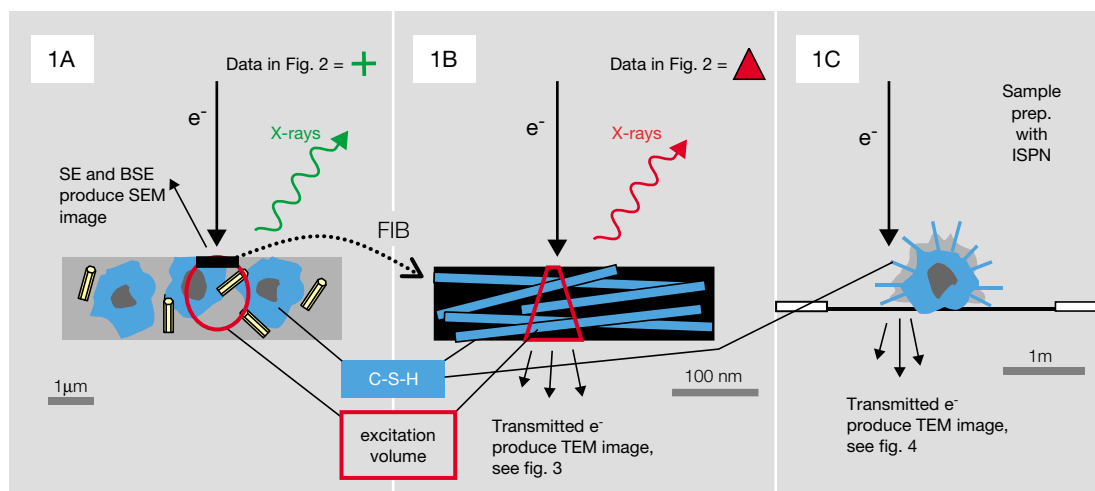 1A
Data in Fig. 2 =
e-
X-rays
SE and BSE
produce SEM
image
1μm
FIB
1B
Data in Fig. 2 =
e-
X-rays
C-S-H
excitation
volume
100 nm
Transmitted e-
produce TEM image,
see fig. 3
1C
Sample
prep.
with
ISPN
e-
1m
Transmitted e-
produce TEM image,
see fig. 4